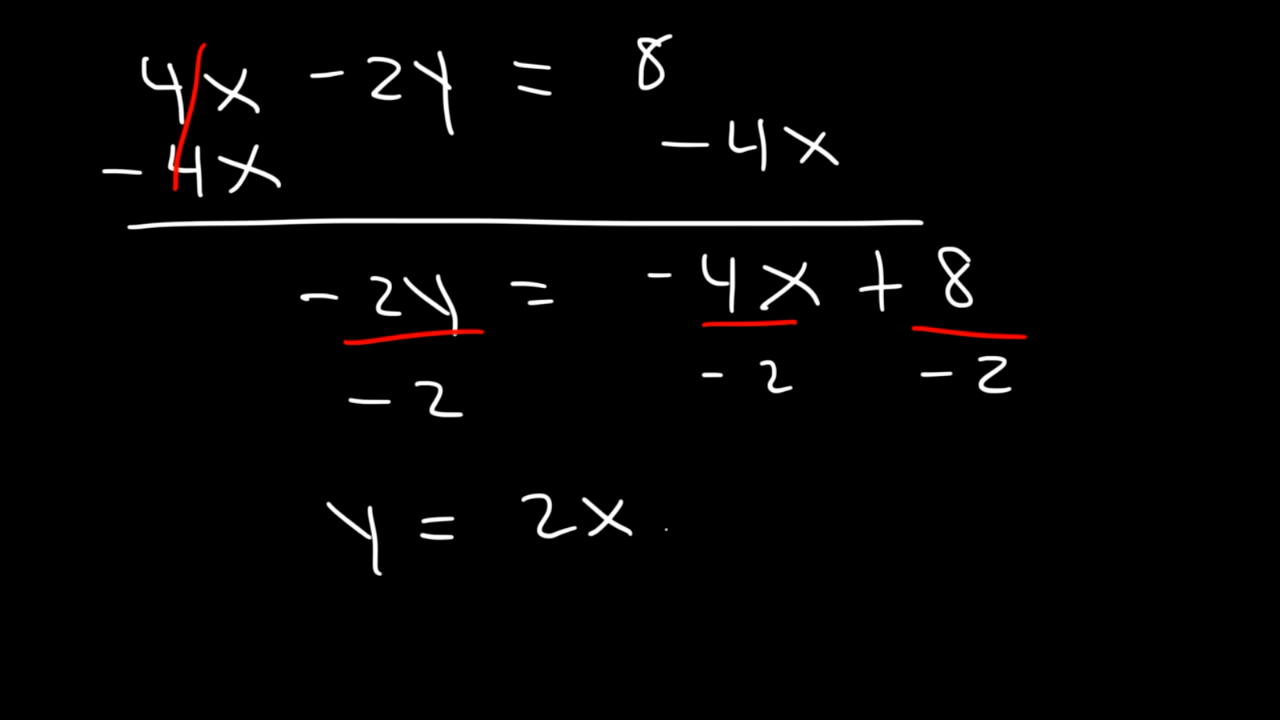 4x - 2y = 8
- 4x - 4x
- 2y = - 4x + 8
- 2 - 2 - 2
y = 2x